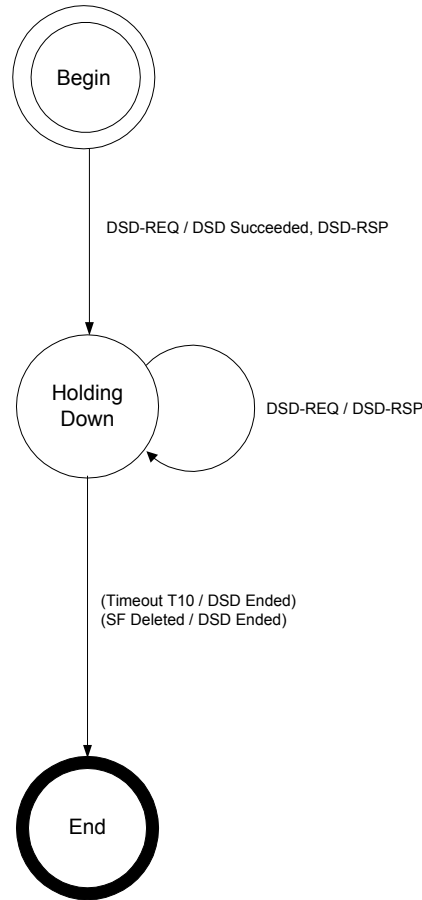 Begin
DSD-REQ / DSD Succeeded, DSD-RSP
Holding
Down
DSD-REQ / DSD-RSP
(Timeout T10 / DSD Ended)
(SF Deleted / DSD Ended)
End